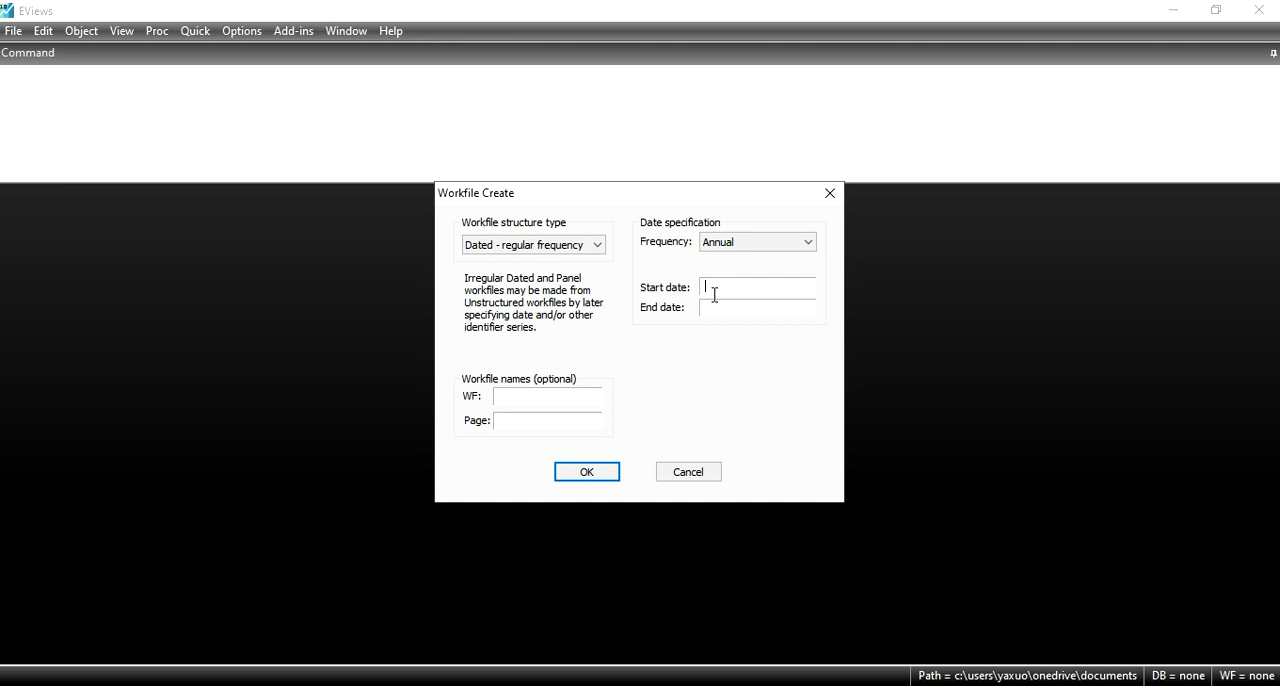 EViews
File Edit Object View Proc Quick Options Add-ins Window Help
Command
Workfile Create
Workfile structure type
Dated - regular frequency
Irregular Dated and Panel
workfiles may be made from
Unstructured workfiles by later
specifying date and/or other
identifier series.
Date specification
Frequency: Annual
Start date:
End date:
Workfile names (optional)
WF:
Page:
OK Cancel
Path = c:\users\yaxuo\onedrive\documents DB = none WF = none